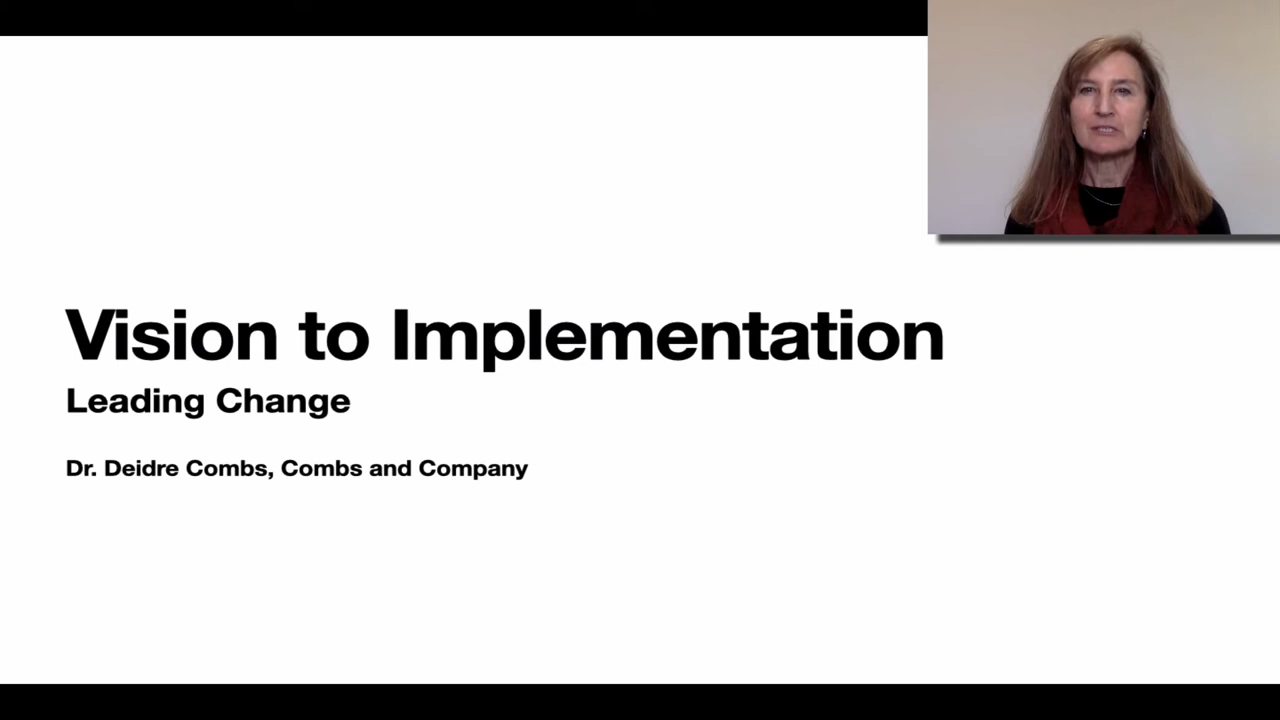 Vision to Implementation
Leading Change
Dr. Deidre Combs, Combs and Company